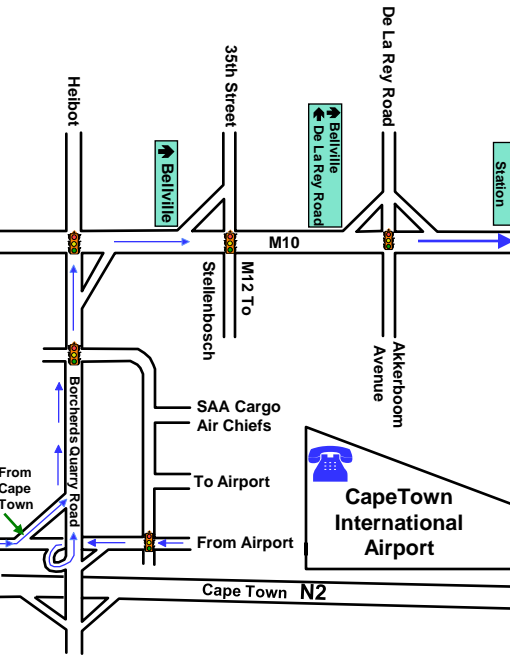 De La Rey Road
35th Street
Heibot
Bellville
Bellville
De La Rey Road
Station
M10
M12 To
Stellenbosch
Akkerboom
Avenue
SAA Cargo
Air Chiefs
Borcherds Quarry Road
To Airport
From
Cape
Town
From Airport
CapeTown
International
Airport
Cape Town N2